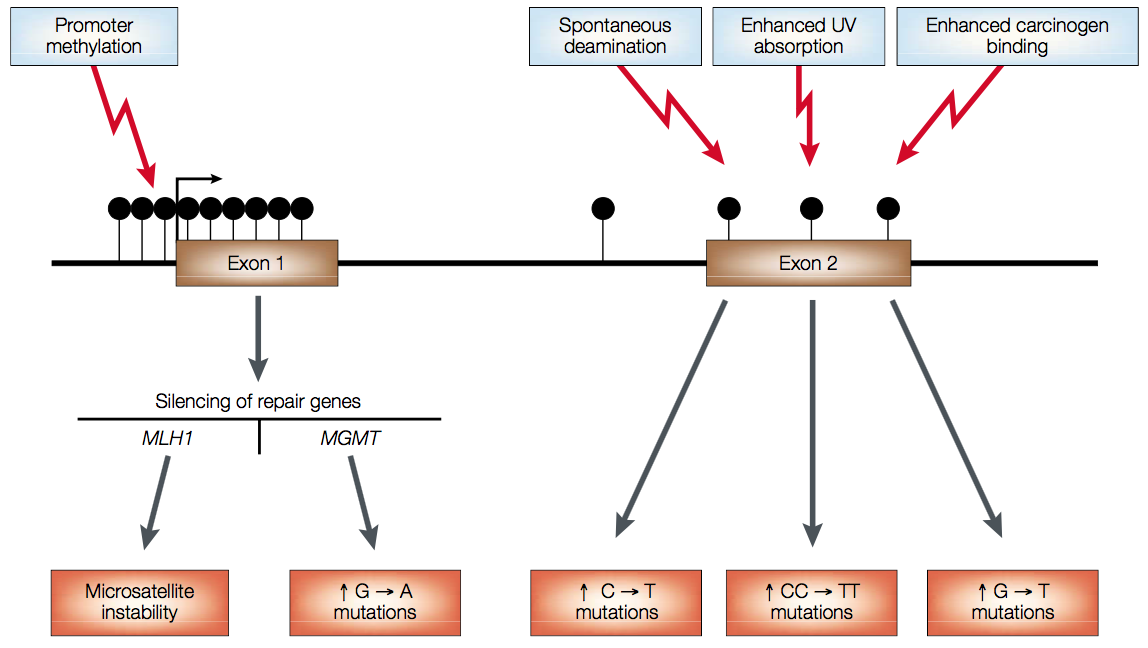 Promoter
methylation
Spontaneous
deamination
Enhanced UV
absorption
Enhanced carcinogen
binding
Exon 1
Exon 2
Silencing of repair genes
MLH1
MGMT
Microsatellite
instability
↑ G → A
mutations
↑ C → T
mutations
↑ CC → TT
mutations
↑ G → T
mutations